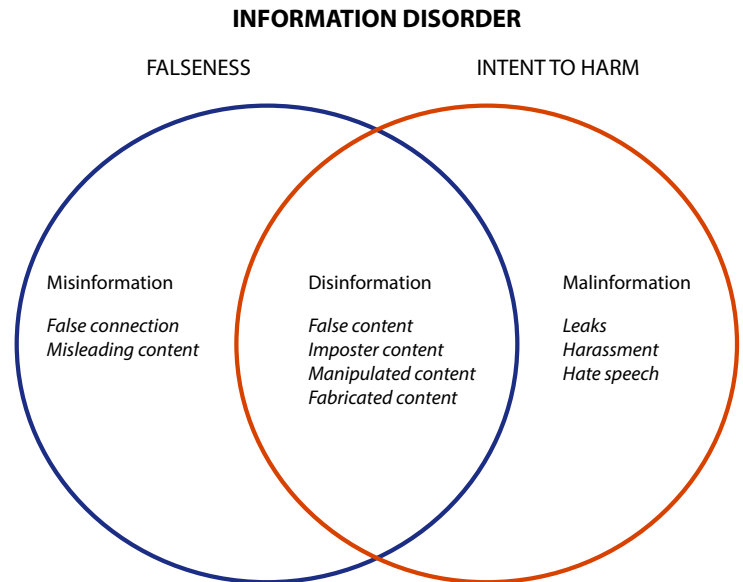 INFORMATION DISORDER
FALSENESS
INTENT TO HARM
Misinformation
False connection
Misleading content
Disinformation
False content
Imposter content
Manipulated content
Fabricated content
Malinformation
Leaks
Harassment
Hate speech